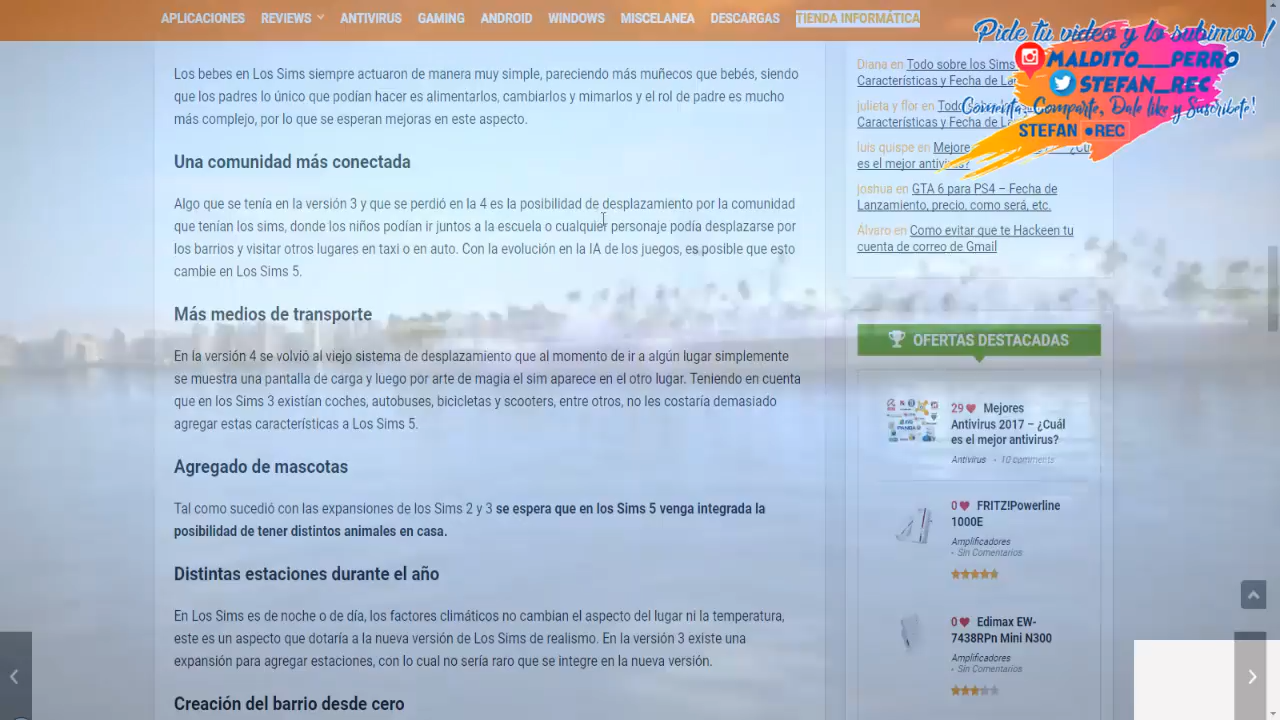 APLICACIONES REVIEWS ANTIVIRUS GAMING ANDROID WINDOWS MISCELANEA DESCARGAS TIENDA INFORMÁTICA
Pide tu video y lo subimos !
MALDITO__PERRO
STEFAN_REC
Comenta, Comparte, Dale like y Suscribete!
STEFAN REC
Los bebes en Los Sims siempre actuaron de manera muy simple, pareciendo más muñecos que bebés, siendo
que los padres lo único que podían hacer es alimentarlos, cambiarlos y mimarlos y el rol de padre es mucho
más complejo, por lo que se esperan mejoras en este aspecto.
Una comunidad más conectada
Algo que se tenía en la versión 3 y que se perdió en la 4 es la posibilidad de desplazamiento por la comunidad
que tenían los sims, donde los niños podían ir juntos a la escuela o cualquier personaje podía desplazarse por
los barrios y visitar otros lugares en taxi o en auto. Con la evolución en la IA de los juegos, es posible que esto
cambie en Los Sims 5.
Más medios de transporte
En la versión 4 se volvió al viejo sistema de desplazamiento que al momento de ir a algún lugar simplemente
se muestra una pantalla de carga y luego por arte de magia el sim aparece en el otro lugar. Teniendo en cuenta
que en los Sims 3 existían coches, autobuses, bicicletas y scooters, entre otros, no les costaría demasiado
agregar estas características a Los Sims 5.
Agregado de mascotas
Tal como sucedió con las expansiones de los Sims 2 y 3 se espera que en los Sims 5 venga integrada la
posibilidad de tener distintos animales en casa.
Distintas estaciones durante el año
En Los Sims es de noche o de día, los factores climáticos no cambian el aspecto del lugar ni la temperatura,
este es un aspecto que dotaría a la nueva versión de Los Sims de realismo. En la versión 3 existe una
expansión para agregar estaciones, con lo cual no sería raro que se integre en la nueva versión.
Creación del barrio desde cero
Diana en Todo sobre los Sims
Características y Fecha de
julieta y flor en
Características y Fecha de
luis quispe en
es el mejor antivirus?
joshua en GTA 6 para PS4 – Fecha de
Lanzamiento, precio, como será, etc.
Álvaro en Como evitar que te Hackeen tu
cuenta de correo de Gmail
OFERTAS DESTACADAS
29 Mejores
Antivirus 2017 – ¿Cuál
es el mejor antivirus?
Antivirus - 10 comments
0 FRITZ!Powerline
1000E
Amplificadores
- Sin Comentarios
0 Edimax EW-
7438RPn Mini N300
Amplificadores
- Sin Comentarios